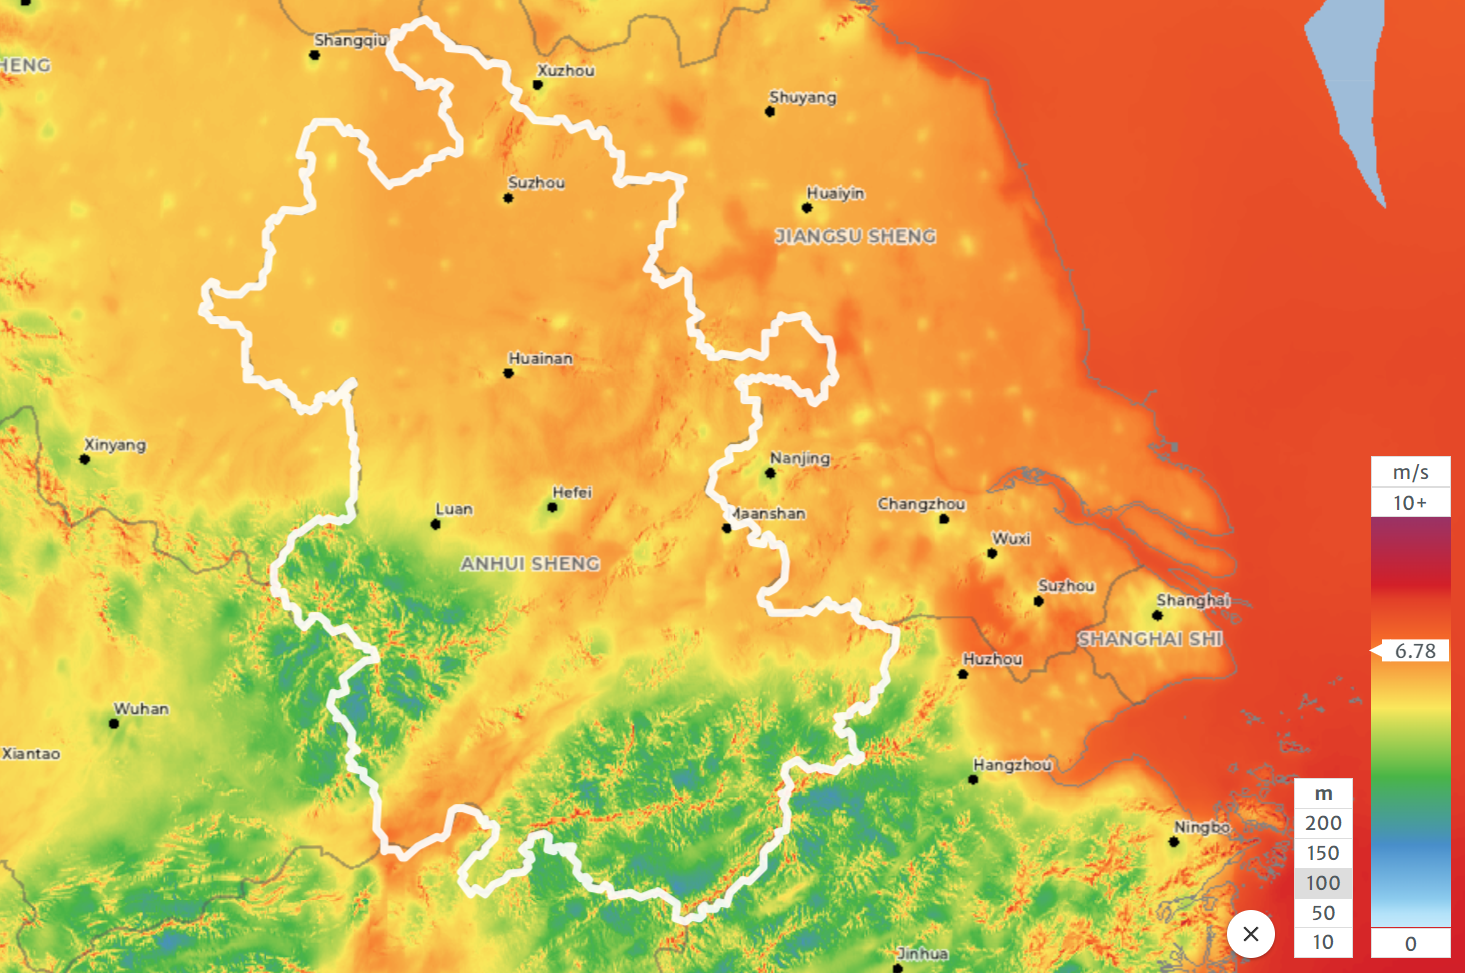 Shangqiu
HENG
Xuzhou
Shuyang
Suzhou
Huaiyin
JIANGSU SHENG
Huainan
Xinyang
Nanjing
Hefei
Luan
Maanshan
Changzhou
Wuxi
ANHUI SHENG
Suzhou
Shanghai
SHANGHAI SHI
Huzhou
Wuhan
Xiantao
Hangzhou
Ningbo
Jinhua
m/s
10+
6.78
0
m
200
150
100
50
10